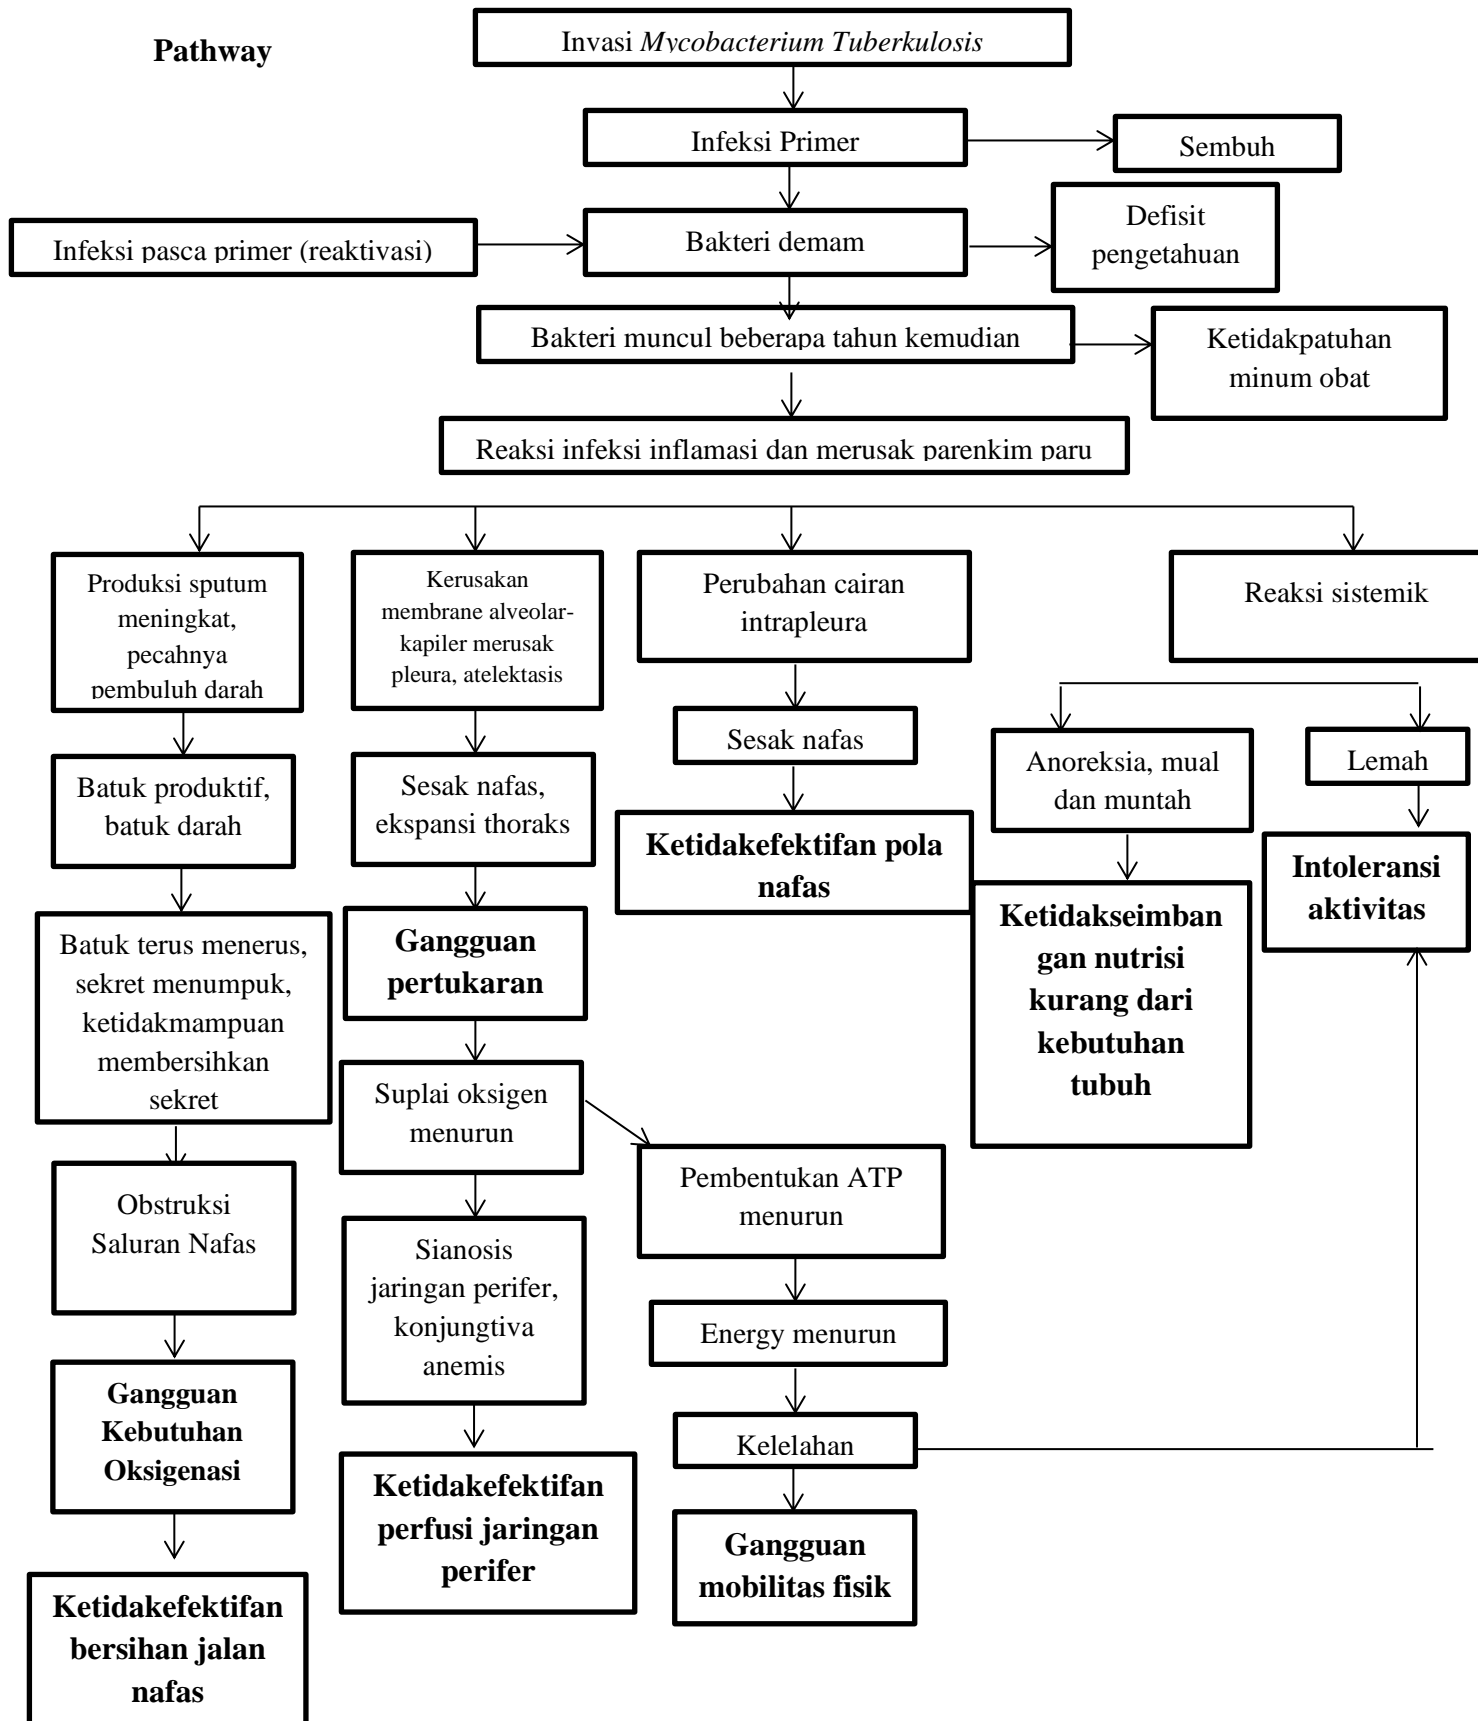 Pathway
Invasi Mycobacterium Tuberkulosis
Infeksi Primer
Sembuh
Infeksi pasca primer (reaktivasi)
Bakteri demam
Defisit
pengetahuan
Bakteri muncul beberapa tahun kemudian
Ketidakpatuhan
minum obat
Reaksi infeksi inflamasi dan merusak parenkim paru
Produksi sputum
meningkat,
pecahnya
pembuluh darah
Kerusakan
membrane alveolar-
kapiler merusak
pleura, atelektasis
Perubahan cairan
intrapleura
Reaksi sistemik
Sesak nafas
Anoreksia, mual
dan muntah
Lemah
Batuk produktif,
batuk darah
Sesak nafas,
ekspansi thoraks
Ketidakefektifan pola
nafas
Intoleransi
aktivitas
Ketidakseimban
gan nutrisi
kurang dari
kebutuhan
tubuh
Batuk terus menerus,
sekret menumpuk,
ketidakmampuan
membersihkan
sekret
Gangguan
pertukaran
Suplai oksigen
menurun
Pembentukan ATP
menurun
Obstruksi
Saluran Nafas
Sianosis
jaringan perifer,
konjungtiva
anemis
Energy menurun
Gangguan
Kebutuhan
Oksigenasi
Kelelahan
Ketidakefektifan
perfusi jaringan
perifer
Gangguan
mobilitas fisik
Ketidakefektifan
bersihan jalan
nafas